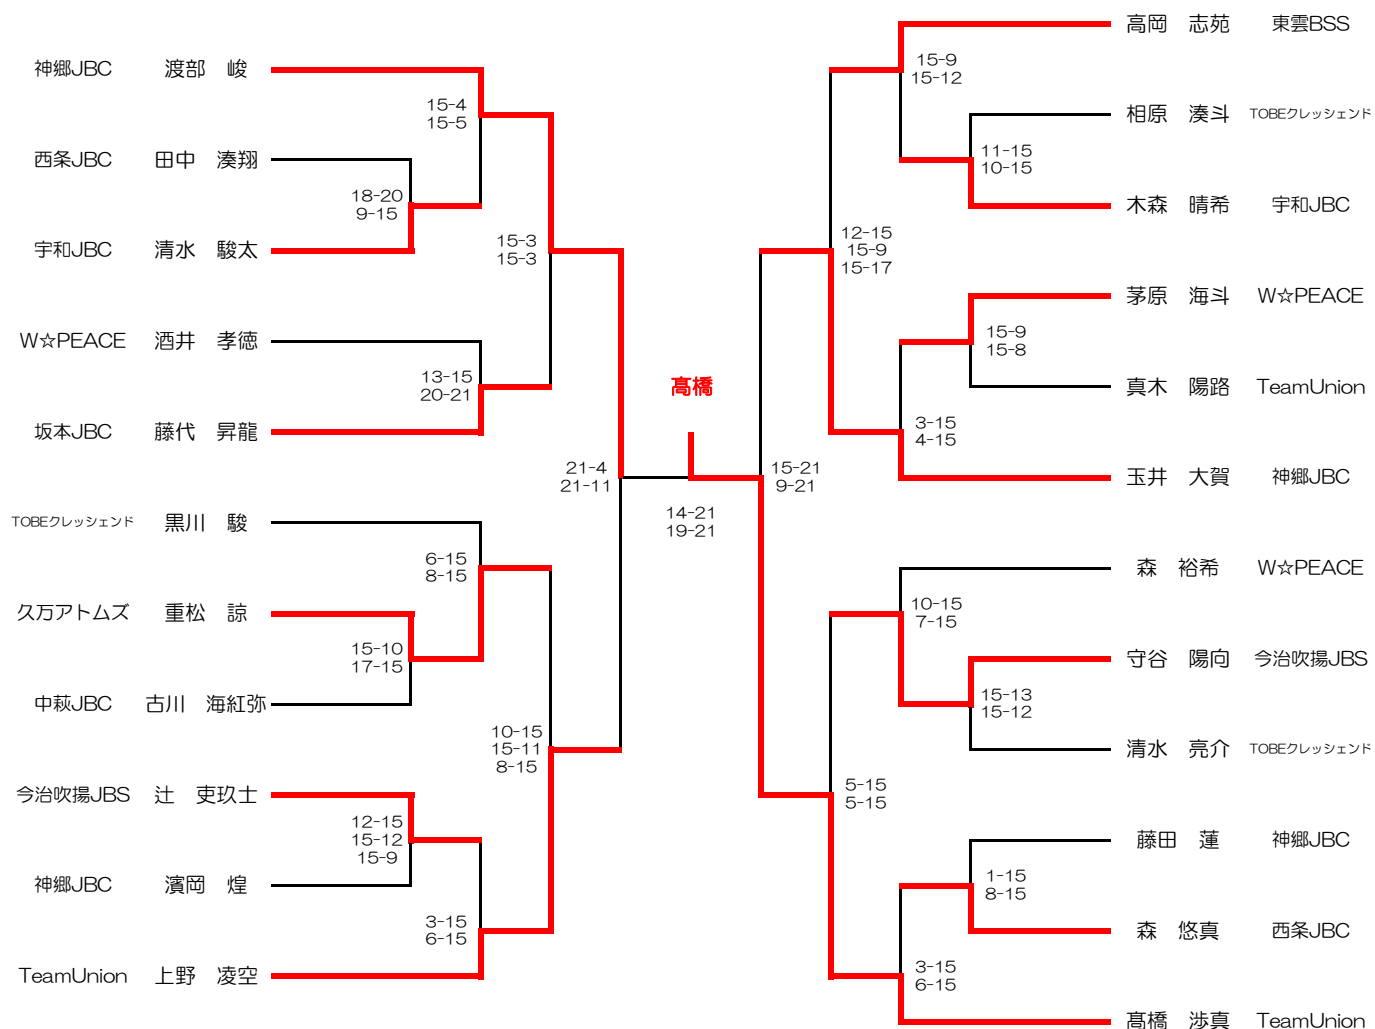 神郷JBC　渡部　峻
15-4
15-5
西条JBC　田中　湊翔
18-20
9-15
宇和JBC　清水　駿太
15-3
15-3
W☆PEACE　酒井　孝徳
13-15
20-21
坂本JBC　藤代　昇龍
21-4
21-11
TOBEクレッシェンド　黒川　駿
6-15
8-15
久万アトムズ　重松　諒
15-10
17-15
中萩JBC　古川　海紅弥
10-15
15-11
8-15
今治吹揚JBS　辻　吏玖士
12-15
15-12
15-9
神郷JBC　濱岡　煌
3-15
6-15
TeamUnion　上野　凌空
髙橋
14-21
19-21
高岡　志苑　東雲BSS
15-9
15-12
相原　湊斗　TOBEクレッシェンド
11-15
10-15
木森　晴希　宇和JBC
12-15
15-9
15-17
茅原　海斗　W☆PEACE
15-9
15-8
真木　陽路　TeamUnion
3-15
4-15
玉井　大賀　神郷JBC
15-21
9-21
森　裕希　W☆PEACE
10-15
7-15
守谷　陽向　今治吹揚JBS
15-13
15-12
清水　亮介　TOBEクレッシェンド
5-15
5-15
藤田　蓮　神郷JBC
1-15
8-15
森　悠真　西条JBC
3-15
6-15
髙橋　渉真　TeamUnion